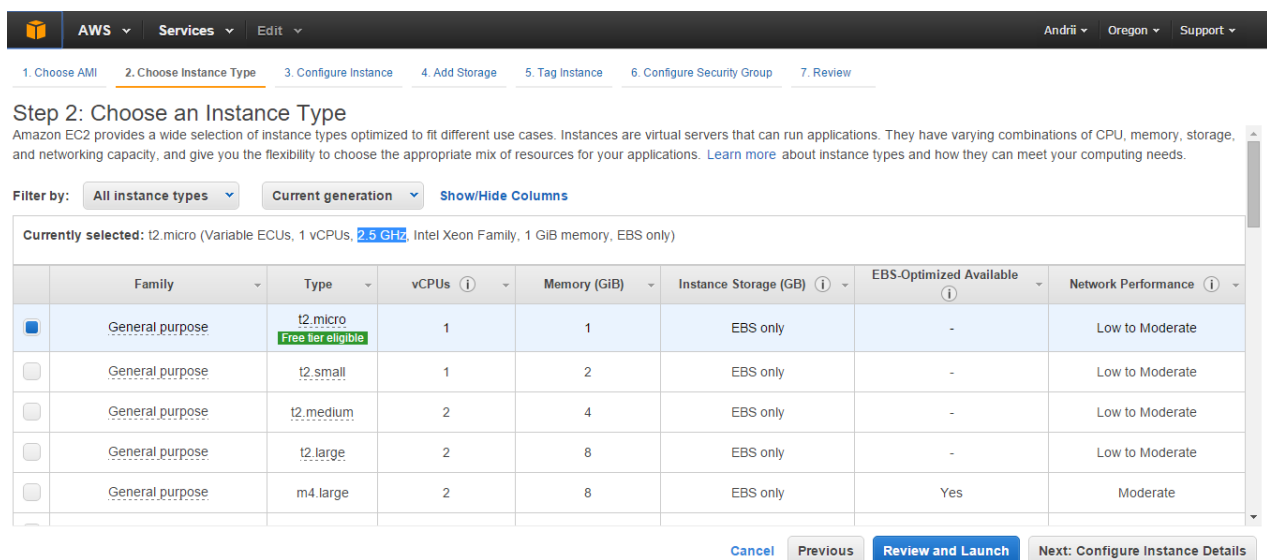 AWS Services Edit Andrii Oregon Support
1. Choose AMI 2. Choose Instance Type 3. Configure Instance 4. Add Storage 5. Tag Instance 6. Configure Security Group 7. Review
Step 2: Choose an Instance Type
Amazon EC2 provides a wide selection of instance types optimized to fit different use cases. Instances are virtual servers that can run applications. They have varying combinations of CPU, memory, storage,
and networking capacity, and give you the flexibility to choose the appropriate mix of resources for your applications. Learn more about instance types and how they can meet your computing needs.
Filter by: All instance types Current generation Show/Hide Columns
Currently selected: t2.micro (Variable ECUs, 1 vCPUs, 2.5 GHz, Intel Xeon Family, 1 GiB memory, EBS only)
Family Type vCPUs i Memory (GiB) Instance Storage (GB) i EBS-Optimized Available i Network Performance i
General purpose t2.micro Free tier eligible 1 1 EBS only - Low to Moderate
General purpose t2.small 1 2 EBS only - Low to Moderate
General purpose t2.medium 2 4 EBS only - Low to Moderate
General purpose t2.large 2 8 EBS only - Low to Moderate
General purpose m4.large 2 8 EBS only Yes Moderate
Cancel Previous Review and Launch Next: Configure Instance Details